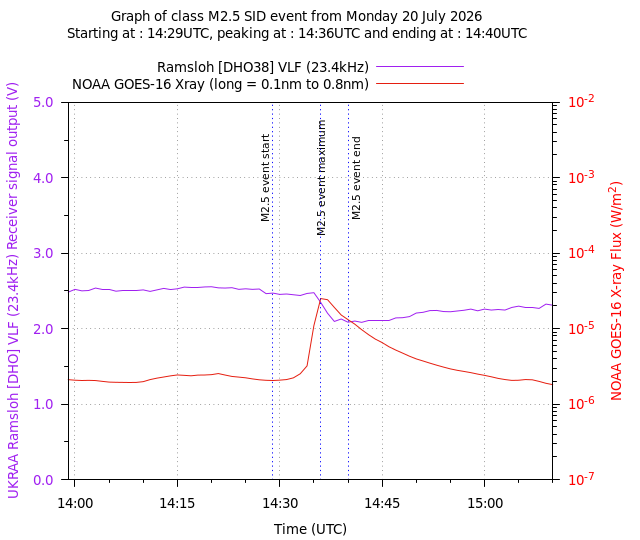 Graph of class M2.5 SID event from Monday 20 July 2026
Starting at : 14:29UTC, peaking at : 14:36UTC and ending at : 14:40UTC
Ramsloh [DHO38] VLF (23.4kHz)
NOAA GOES-16 Xray (long = 0.1nm to 0.8nm)
UKRAA Ramsloh [DHO] VLF (23.4kHz) Receiver signal output (V)
5.0
4.0
3.0
2.0
1.0
0.0
M2.5 event start
M2.5 event maximum
M2.5 event end
10⁻²
10⁻³
10⁻⁴
10⁻⁵
10⁻⁶
10⁻⁷
NOAA GOES-16 X-ray Flux (W/m²)
14:00 14:15 14:30 14:45 15:00
Time (UTC)